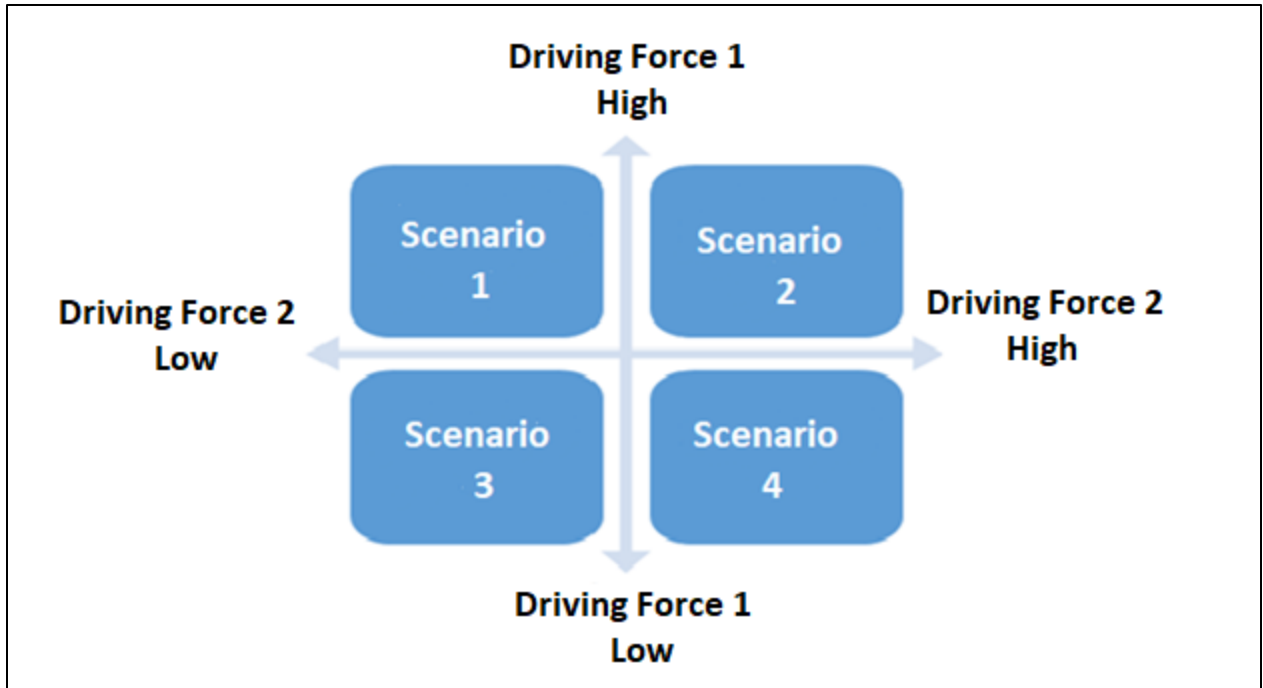 Driving Force 1
High
Scenario
1
Scenario
2
Driving Force 2
Low
Driving Force 2
High
Scenario
3
Scenario
4
Driving Force 1
Low